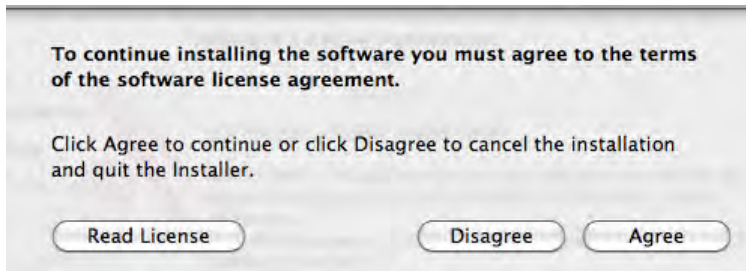 To continue installing the software you must agree to the terms
of the software license agreement.
Click Agree to continue or click Disagree to cancel the installation
and quit the Installer.
Read License
Disagree
Agree